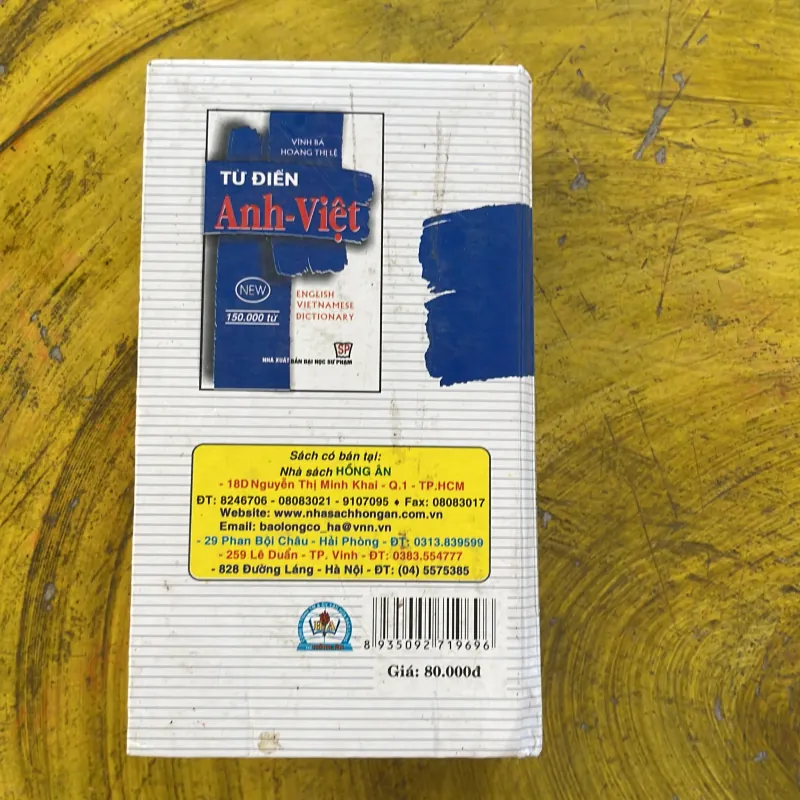 VĨNH BÁ
HOÀNG THỊ LÊ
TỪ ĐIỂN
Anh-Việt
NEW
150.000 từ
ENGLISH
VIETNAMESE
DICTIONARY
SP
NHÀ XUẤT BẢN ĐẠI HỌC SƯ PHẠM
Sách có bán tại:
Nhà sách HỒNG ÂN
- 18D Nguyễn Thị Minh Khai - Q.1 - TP.HCM
ĐT: 8246706 - 08083021 - 9107095 ♦ Fax: 08083017
Website: www.nhasachhongan.com.vn
Email: baolongco_ha@vnn.vn
- 29 Phan Bội Châu - Hải Phòng - ĐT: 0313.839599
- 259 Lê Duẩn - TP. Vinh - ĐT: 0383.554777
- 828 Đường Láng - Hà Nội - ĐT: (04) 5575385
8 935092 719696
Giá: 80.000đ